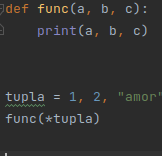 def func(a, b, c):
    print(a, b, c)
tupla = 1, 2, "amor"
func(*tupla)